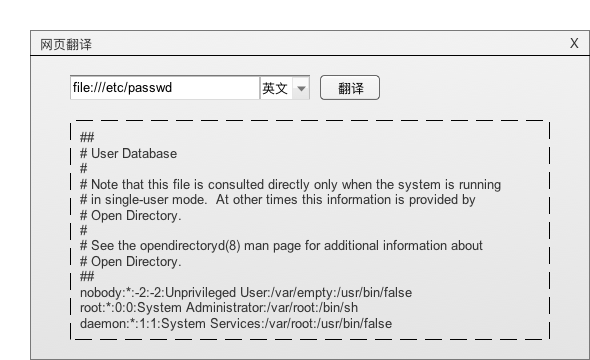 网页翻译 X
file:///etc/passwd 英文 翻译
##
# User Database
#
# Note that this file is consulted directly only when the system is running
# in single-user mode.  At other times this information is provided by
# Open Directory.
#
# See the opendirectoryd(8) man page for additional information about
# Open Directory.
##
nobody:*:-2:-2:Unprivileged User:/var/empty:/usr/bin/false
root:*:0:0:System Administrator:/var/root:/bin/sh
daemon:*:1:1:System Services:/var/root:/usr/bin/false